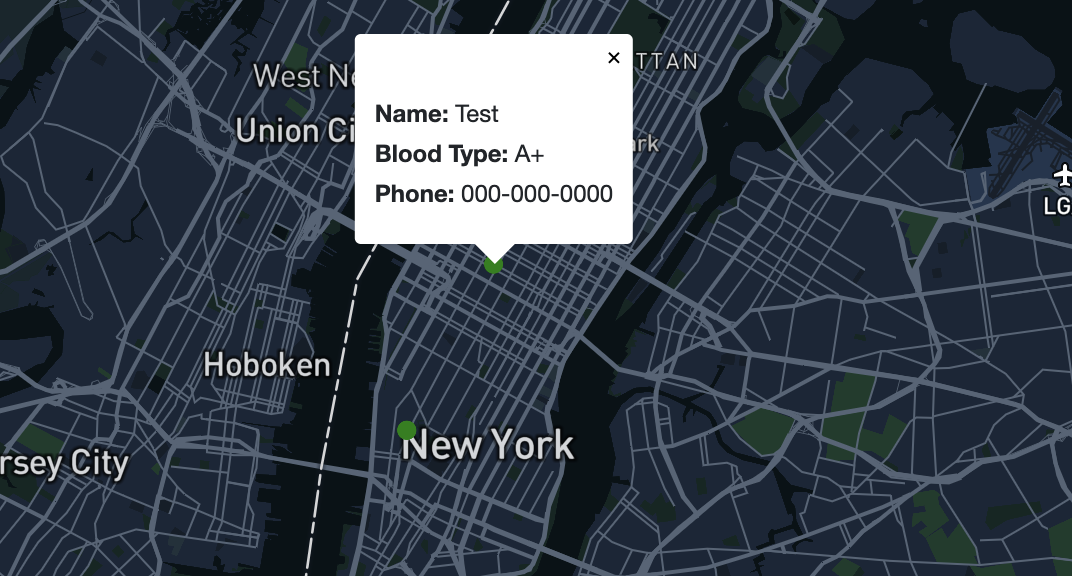 West Ne
TTAN
×
Name: Test
Union Ci
ark
Blood Type: A+
Phone: 000-000-0000
LG
Hoboken
New York
rsey City